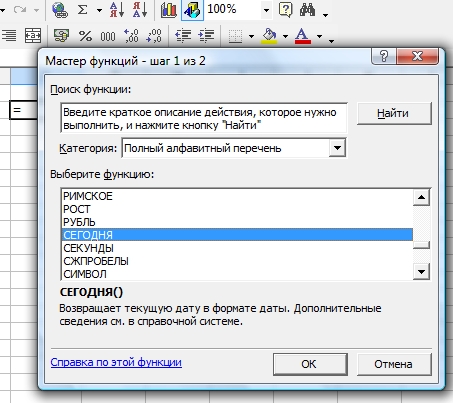 100%
Мастер функций - шаг 1 из 2
Поиск функции:
Введите краткое описание действия, которое нужно
выполнить, и нажмите кнопку "Найти"
Найти
Категория: Полный алфавитный перечень
Выберите функцию:
РИМСКОЕ
РОСТ
РУБЛЬ
СЕГОДНЯ
СЕКУНДЫ
СЖПРОБЕЛЫ
СИМВОЛ
=
СЕГОДНЯ()
Возвращает текущую дату в формате даты. Дополнительные
сведения см. в справочной системе.
Справка по этой функции
ОК
Отмена